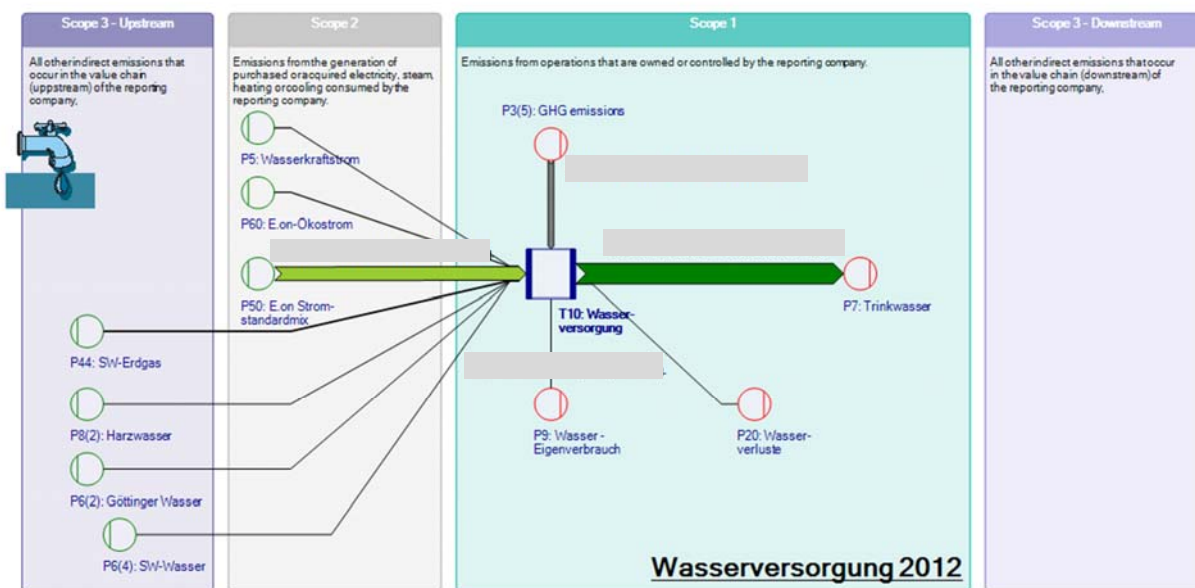 Scope 3 - Upstream
All other indirect emissions that
occur in the value chain
(uppstream) of the reporting
company,
Scope 2
Emissions from the generation of
purchased or acquired electricity, steam,
heating or cooling consumed by the
reporting company.
P5: Wasserkraftstrom
P60: E.on-Ökostrom
P50: E.on Strom-
standardmix
P44: SW-Erdgas
P8(2): Harzwasser
P6(2): Göttinger Wasser
P6(4): SW-Wasser
Scope 1
Emissions from operations that are owned or controlled by the reporting company.
P3(5): GHG emissions
T10: Wasser-
versorgung
P7: Trinkwasser
P9: Wasser -
Eigenverbrauch
P20: Wasser-
verluste
Wasserversorgung 2012
Scope 3 - Downstream
All other indirect emissions that occur
in the value chain (downstream) of
the reporting company,